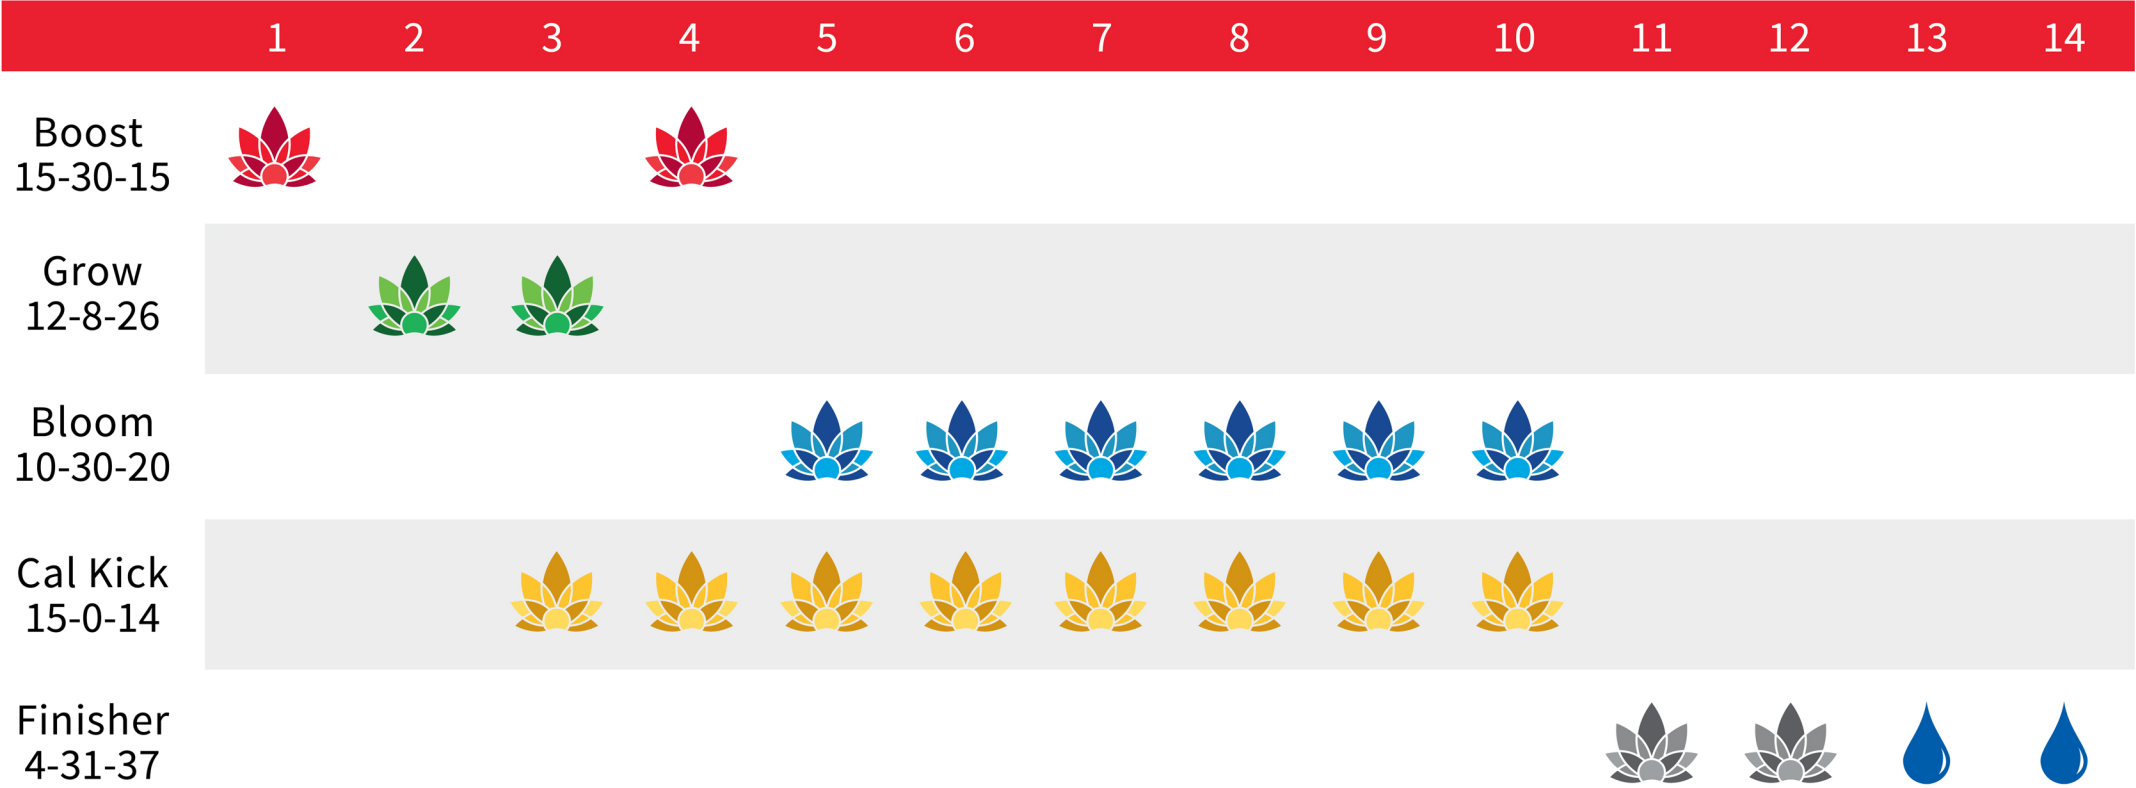 1 2 3 4 5 6 7 8 9 10 11 12 13 14
Boost
15-30-15
Grow
12-8-26
Bloom
10-30-20
Cal Kick
15-0-14
Finisher
4-31-37